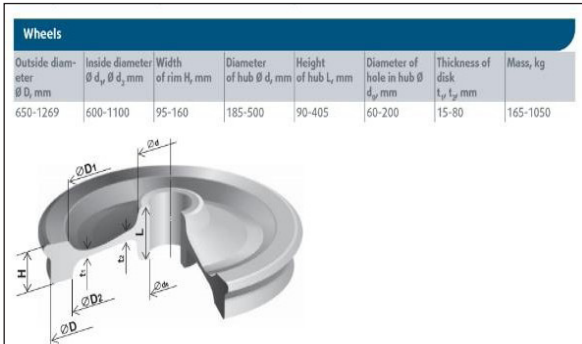 Wheels
Outside diam- Inside diameter Width Diameter Height Diameter of Thickness of Mass, kg
eter Ø d₁, Ø d₂ mm of rim H, mm of hub Ø d, mm of hub L, mm hole in hub Ø disk
Ø D, mm d₀, mm t₁, t₂, mm
650-1269 600-1100 95-160 185-500 90-405 60-200 15-80 165-1050
Ød
ØD1
L
H
t₁
t₂
ØD2
Ød₀
ØD